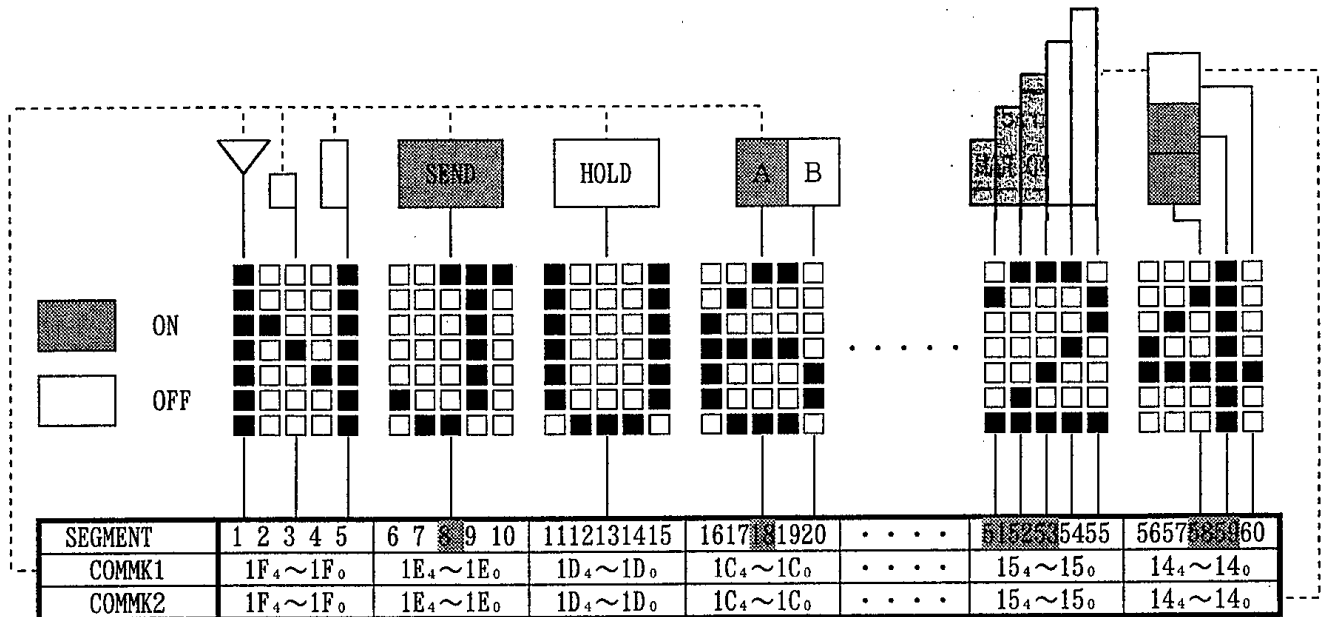 SEND
HOLD
A B
ON
OFF
SEGMENT 1 2 3 4 5 6 7 8 9 10 1112131415 1617181920 ・・・・ 5152535455 5657585960
COMMK1 1F₄～1F₀ 1E₄～1E₀ 1D₄～1D₀ 1C₄～1C₀ ・・・・ 15₄～15₀ 14₄～14₀
COMMK2 1F₄～1F₀ 1E₄～1E₀ 1D₄～1D₀ 1C₄～1C₀ ・・・・ 15₄～15₀ 14₄～14₀